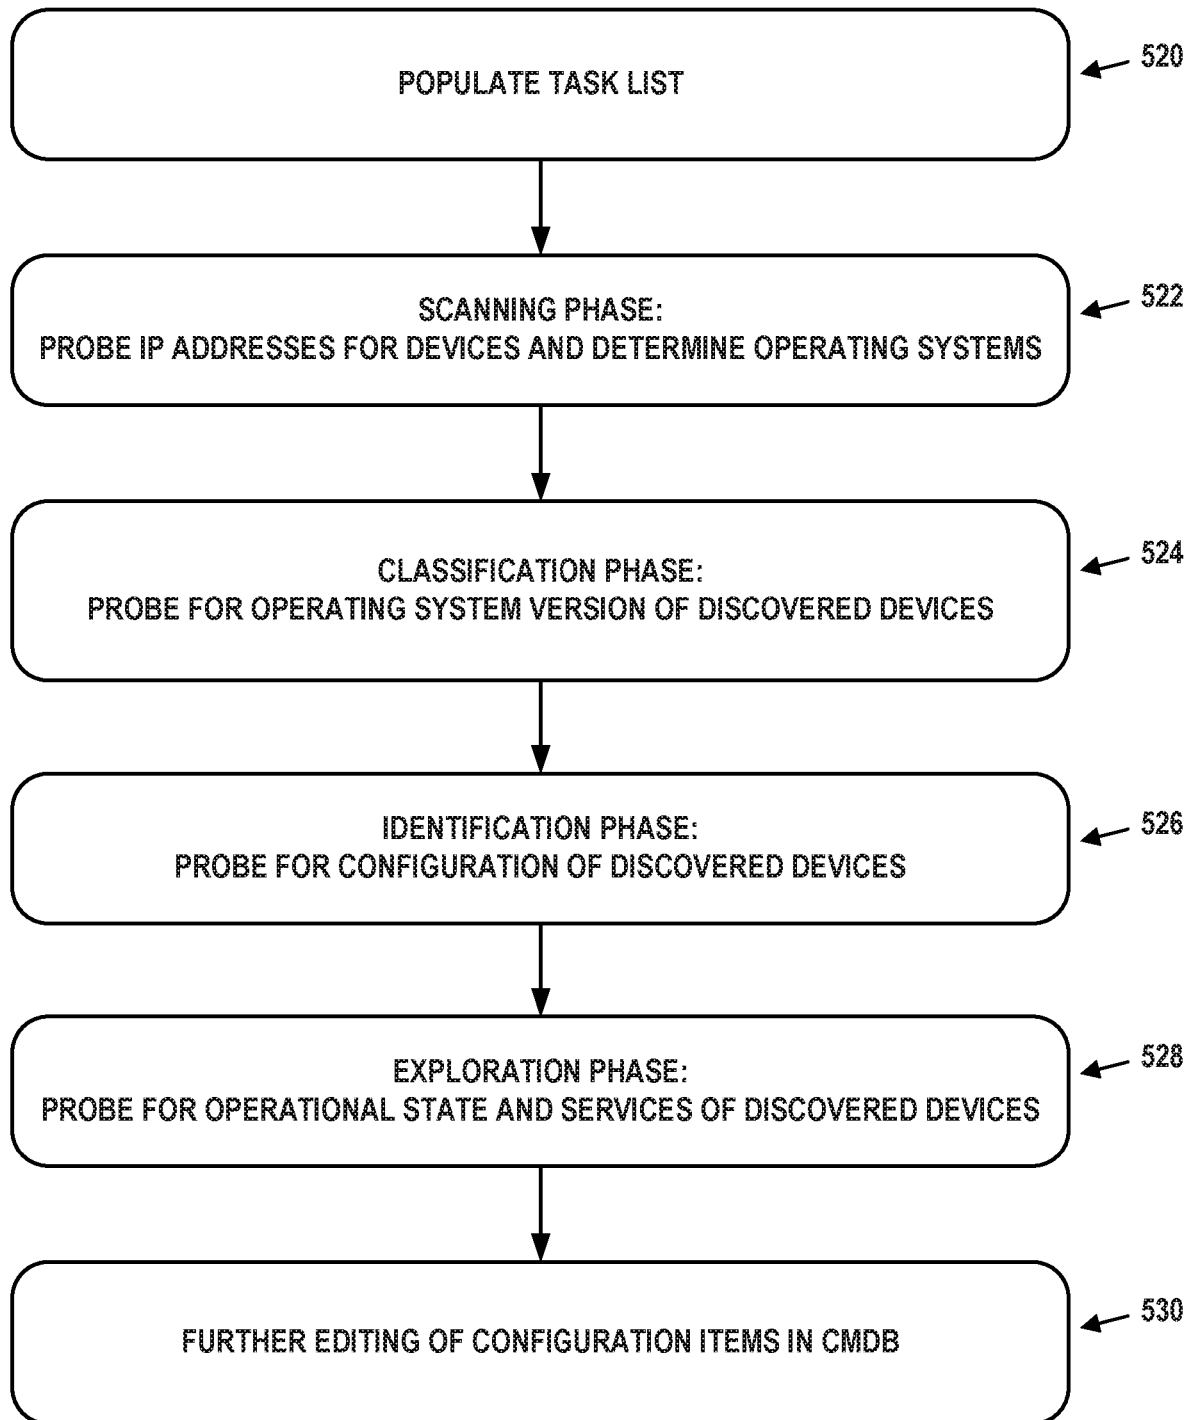 POPULATE TASK LIST
520
SCANNING PHASE:
PROBE IP ADDRESSES FOR DEVICES AND DETERMINE OPERATING SYSTEMS
522
CLASSIFICATION PHASE:
PROBE FOR OPERATING SYSTEM VERSION OF DISCOVERED DEVICES
524
IDENTIFICATION PHASE:
PROBE FOR CONFIGURATION OF DISCOVERED DEVICES
526
EXPLORATION PHASE:
PROBE FOR OPERATIONAL STATE AND SERVICES OF DISCOVERED DEVICES
528
FURTHER EDITING OF CONFIGURATION ITEMS IN CMDB
530